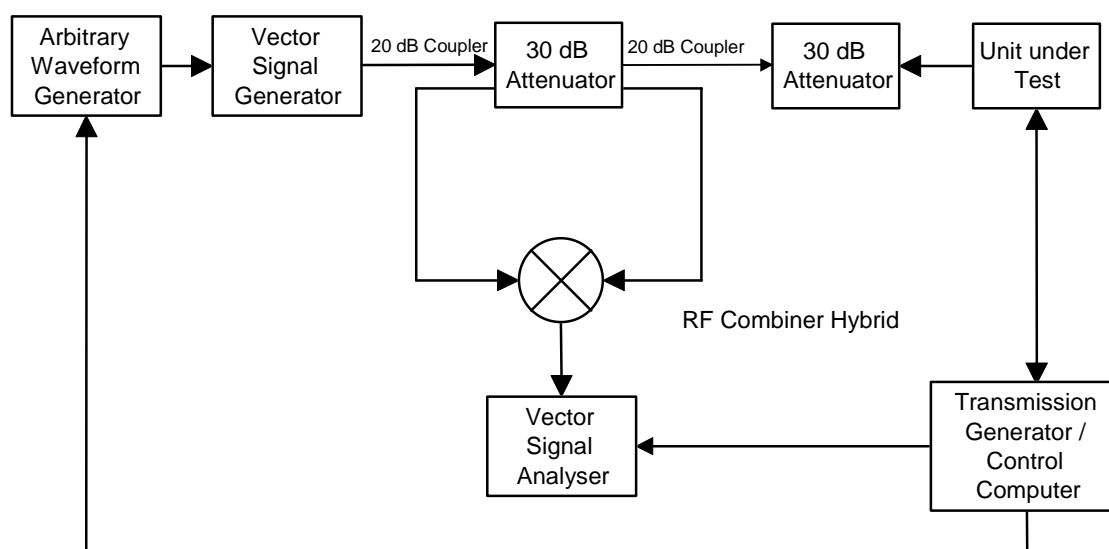 Arbitrary
Waveform
Generator
Vector
Signal
Generator
20 dB Coupler
30 dB
Attenuator
20 dB Coupler
30 dB
Attenuator
Unit under
Test
RF Combiner Hybrid
Vector
Signal
Analyser
Transmission
Generator /
Control
Computer